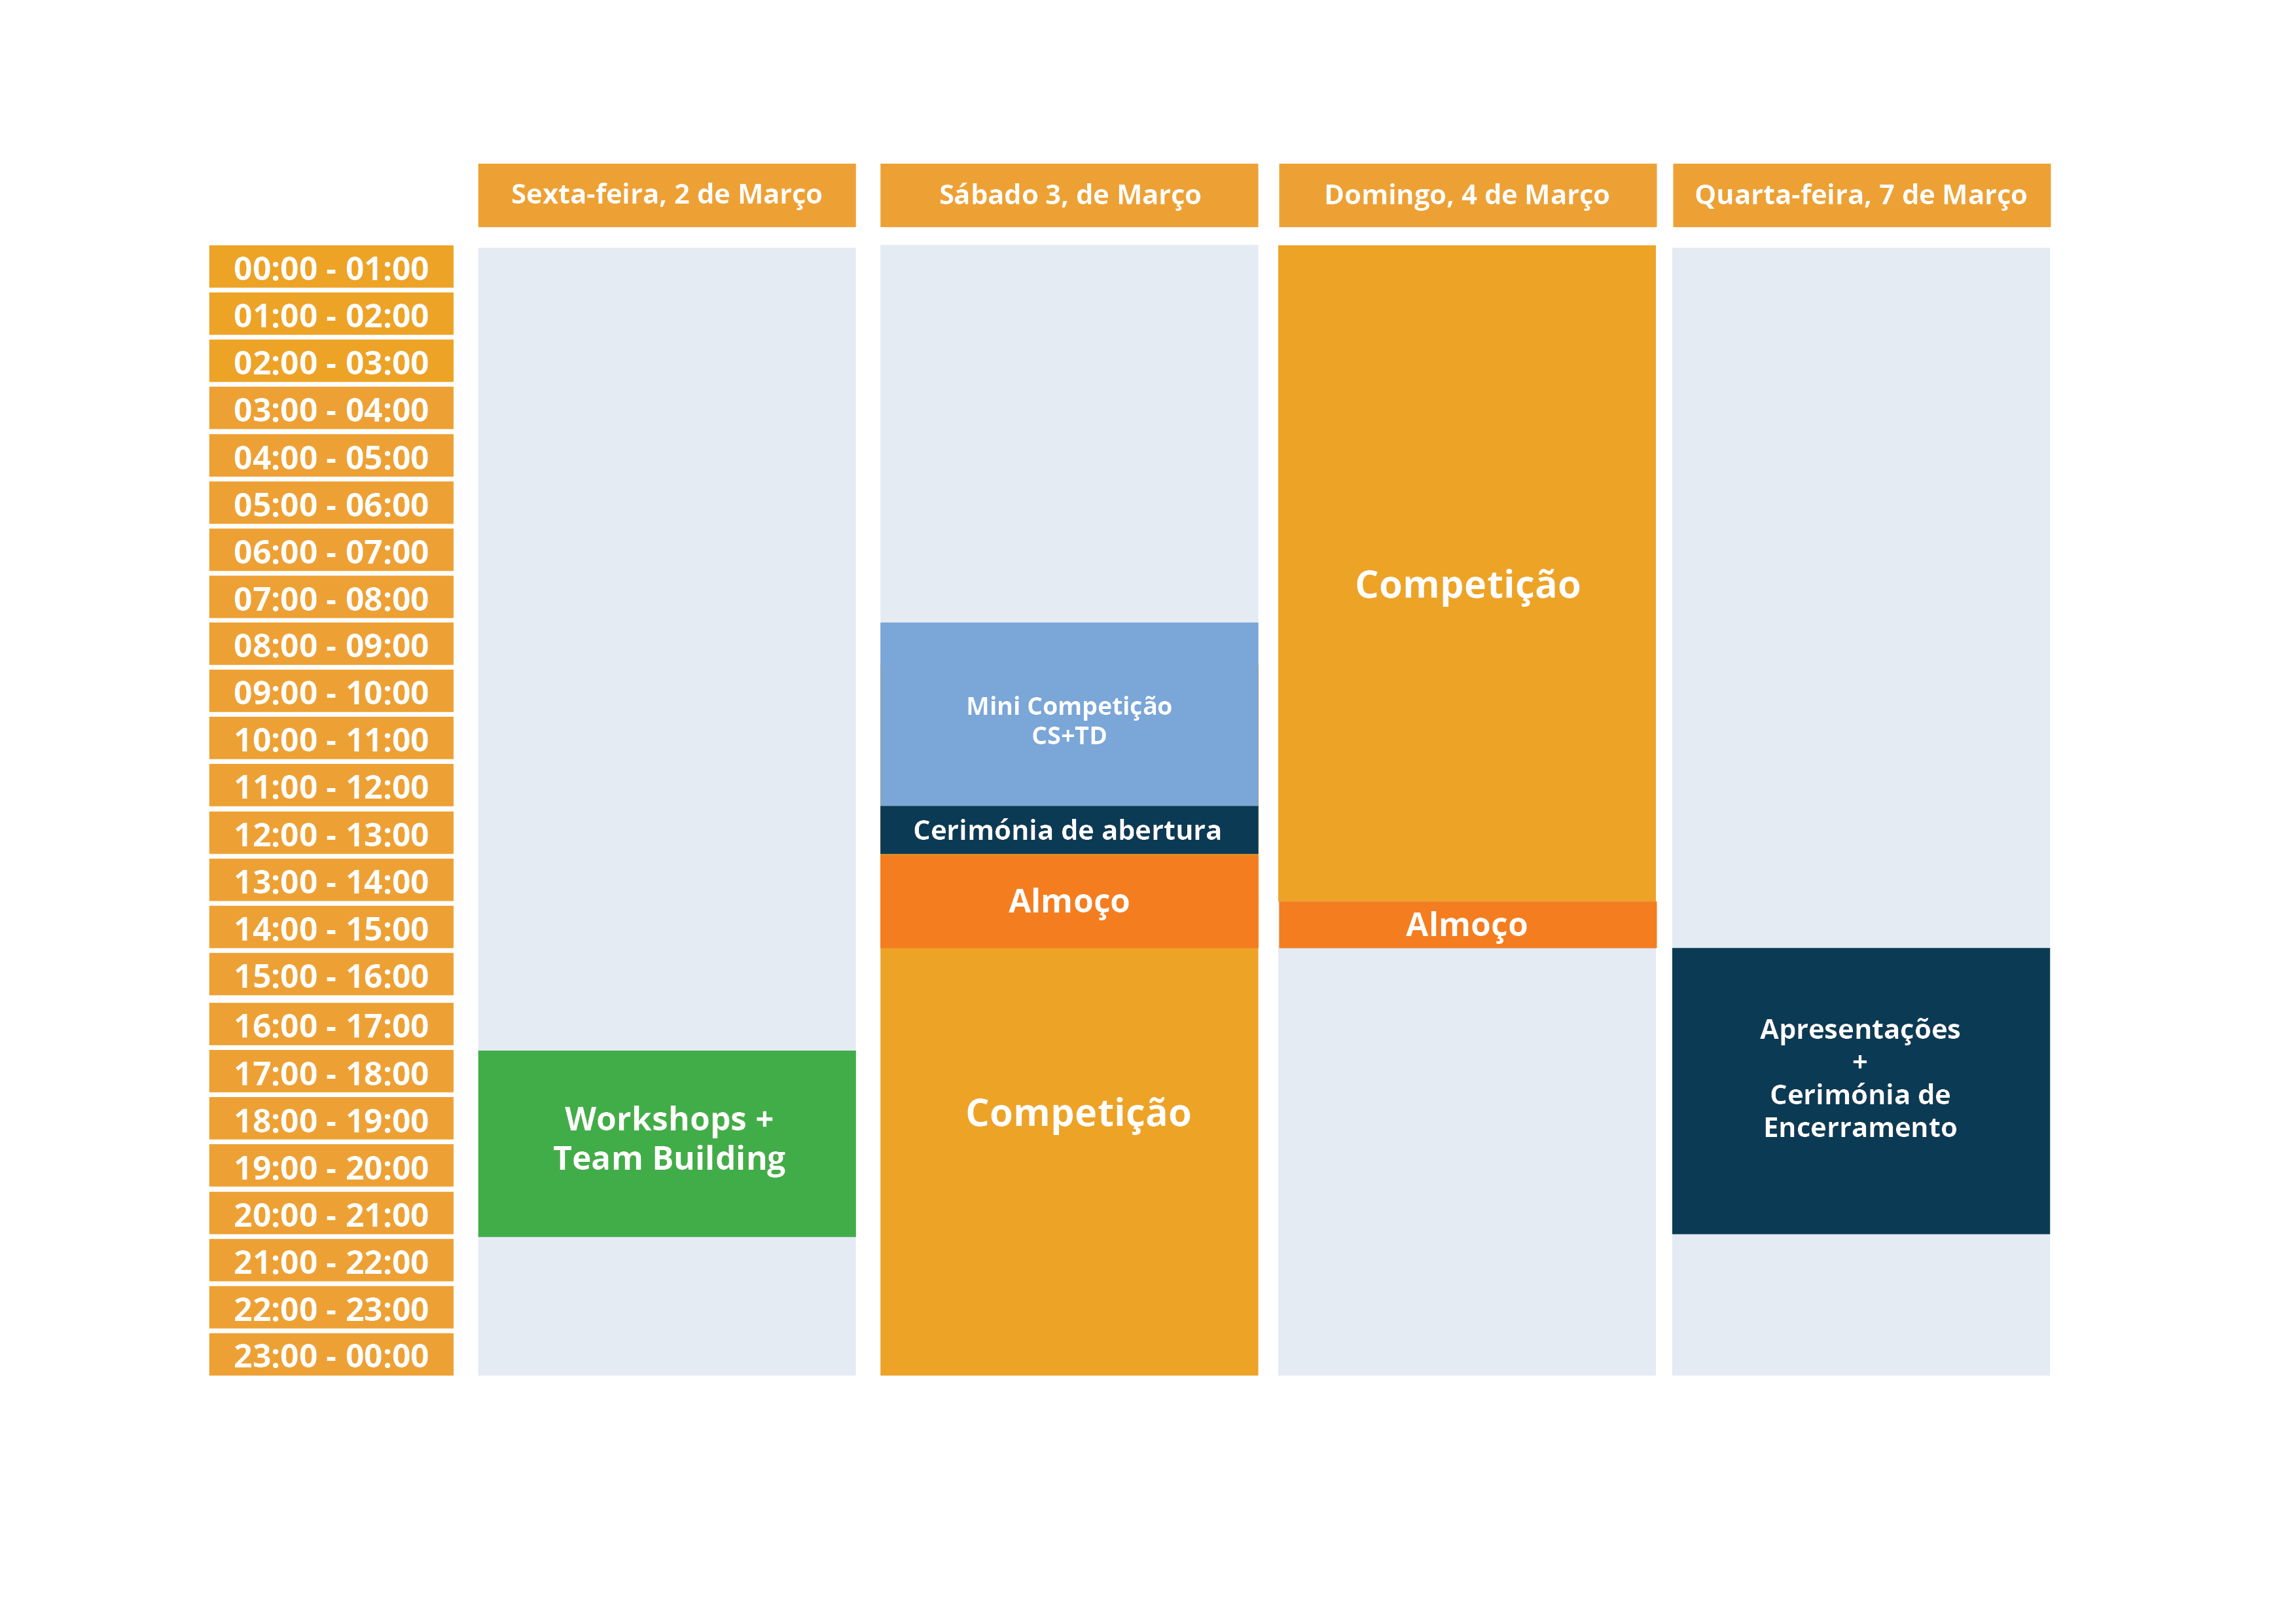 Sexta-feira, 2 de Março
Sábado 3, de Março
Domingo, 4 de Março
Quarta-feira, 7 de Março
00:00 - 01:00
01:00 - 02:00
02:00 - 03:00
03:00 - 04:00
04:00 - 05:00
05:00 - 06:00
06:00 - 07:00
07:00 - 08:00
08:00 - 09:00
09:00 - 10:00
10:00 - 11:00
11:00 - 12:00
12:00 - 13:00
13:00 - 14:00
14:00 - 15:00
15:00 - 16:00
16:00 - 17:00
17:00 - 18:00
18:00 - 19:00
19:00 - 20:00
20:00 - 21:00
21:00 - 22:00
22:00 - 23:00
23:00 - 00:00
Workshops +
Team Building
Mini Competição
CS+TD
Cerimónia de abertura
Almoço
Competição
Competição
Almoço
Apresentações
+
Cerimónia de
Encerramento